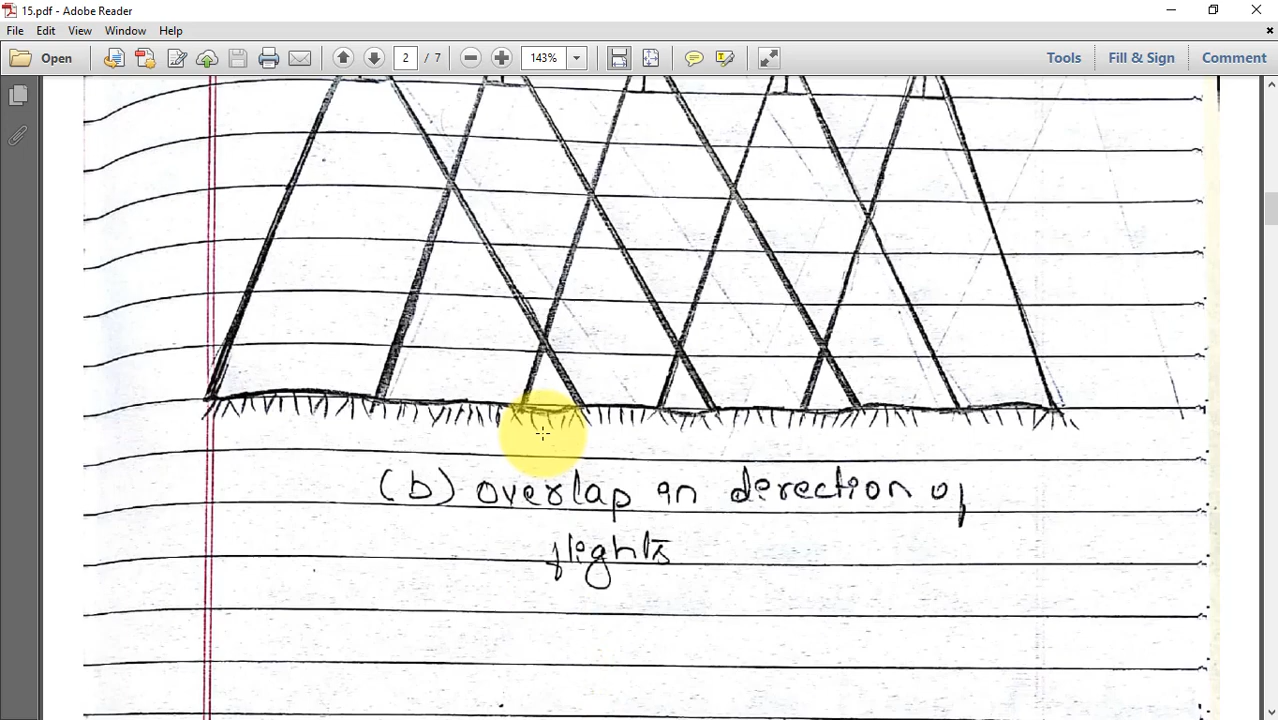 15.pdf - Adobe Reader
File Edit View Window Help
Open 2 / 7 143% Tools Fill & Sign Comment
(b) overlap in derection of
flights